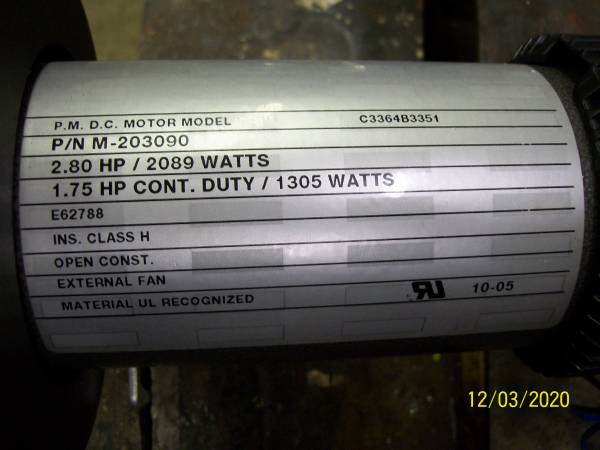 P.M. D.C. MOTOR MODEL C3364B3351
P/N M-203090
2.80 HP / 2089 WATTS
1.75 HP CONT. DUTY / 1305 WATTS
E62788
INS. CLASS H
OPEN CONST.
EXTERNAL FAN
MATERIAL UL RECOGNIZED 10-05
12/03/2020